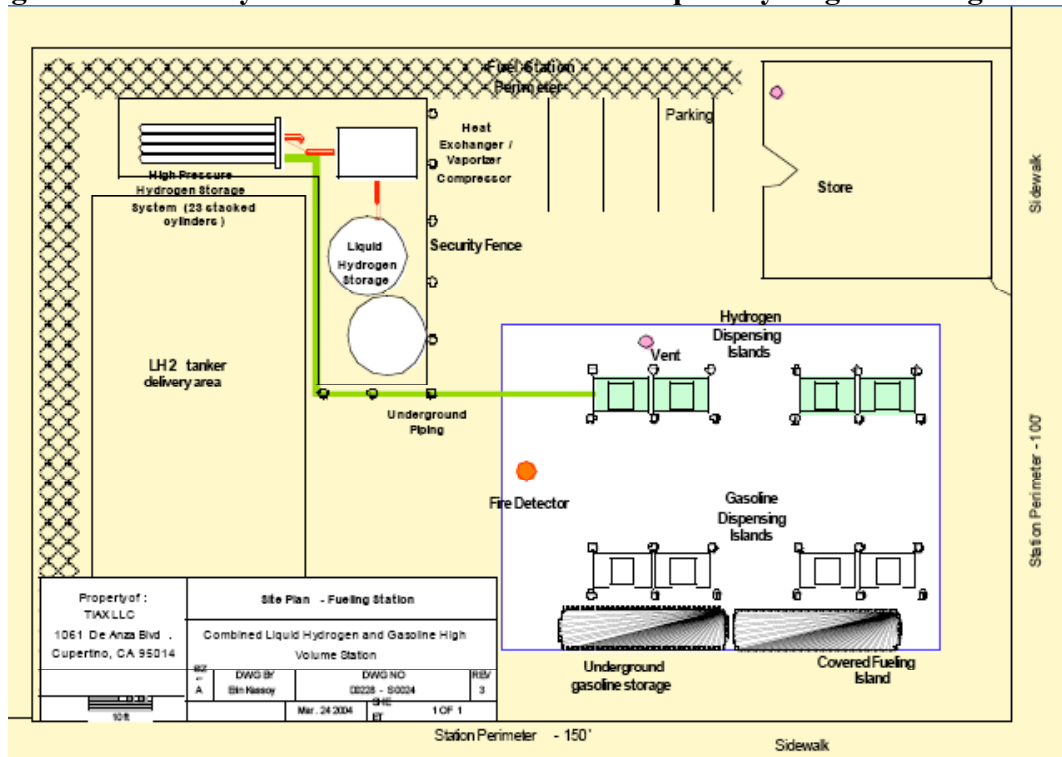 Fuel Station
Perimeter
Parking
Heat
Exchanger /
Vaporizer
Compressor
Store
Sidewalk
High Pressure
Hydrogen Storage
System (23 stacked
cylinders )
Liquid
Hydrogen
Storage
Security Fence
Hydrogen
Dispensing
Islands
Vent
LH2 tanker
delivery area
Underground
Piping
Station Perimeter - 100'
Fire Detector
Gasoline
Dispensing
Islands
Property of :
TIAX LLC
1061 De Anza Blvd .
Cupertino, CA 95014
Site Plan - Fueling Station
Combined Liquid Hydrogen and Gasoline High
Volume Station
A
DWG BY
DWG NO
REV
D0228 - S0024
3
Mar. 24 2004
1 OF 1
10 ft
Underground
gasoline storage
Covered Fueling
Island
Station Perimeter - 150'
Sidewalk